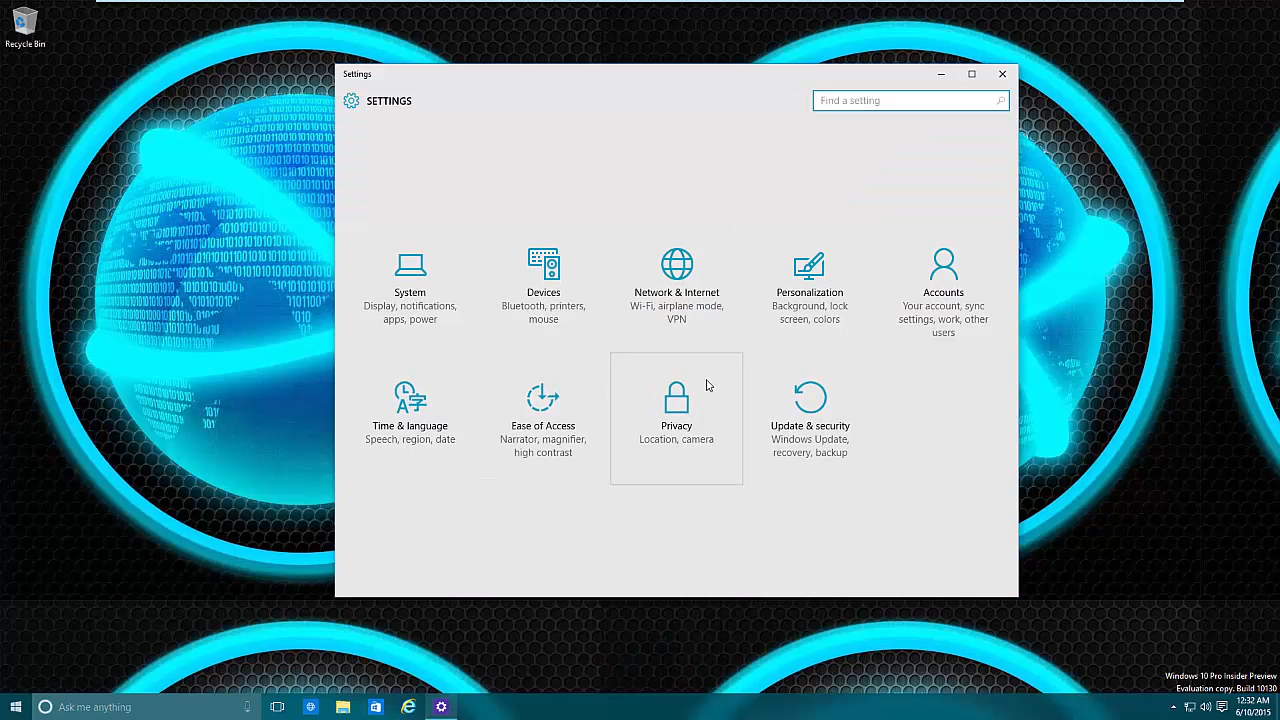 Recycle Bin
Settings
SETTINGS
Find a setting
System
Display, notifications,
apps, power
Devices
Bluetooth, printers,
mouse
Network & Internet
Wi-Fi, airplane mode,
VPN
Personalization
Background, lock
screen, colors
Accounts
Your account, sync
settings, work, other
users
Time & language
Speech, region, date
Ease of Access
Narrator, magnifier,
high contrast
Privacy
Location, camera
Update & security
Windows Update,
recovery, backup
Windows 10 Pro Insider Preview
Evaluation copy. Build 10130
Ask me anything
12:32 AM
6/10/2015